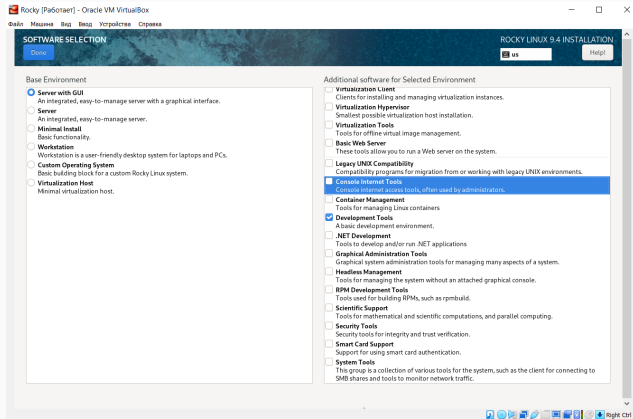 Rocky [Работает] - Oracle VM VirtualBox
Файл Машина Вид Ввод Устройства Справка
SOFTWARE SELECTION
ROCKY LINUX 9.4 INSTALLATION
Done
us
Help!
Base Environment
Server with GUI
An integrated, easy-to-manage server with a graphical interface.
Server
An integrated, easy-to-manage server.
Minimal Install
Basic functionality.
Workstation
Workstation is a user-friendly desktop system for laptops and PCs.
Custom Operating System
Basic building block for a custom Rocky Linux system.
Virtualization Host
Minimal virtualization host.
Additional software for Selected Environment
Virtualization Client
Clients for installing and managing virtualization instances.
Virtualization Hypervisor
Smallest possible virtualization host installation.
Virtualization Tools
Tools for offline virtual image management.
Basic Web Server
These tools allow you to run a Web server on the system.
Legacy UNIX Compatibility
Compatibility programs for migration from or working with legacy UNIX environments.
Console Internet Tools
Console internet access tools, often used by administrators.
Container Management
Tools for managing Linux containers
Development Tools
A basic development environment.
.NET Development
Tools to develop and/or run .NET applications
Graphical Administration Tools
Graphical system administration tools for managing many aspects of a system.
Headless Management
Tools for managing the system without an attached graphical console.
RPM Development Tools
Tools used for building RPMs, such as rpmbuild.
Scientific Support
Tools for mathematical and scientific computations, and parallel computing.
Security Tools
Security tools for integrity and trust verification.
Smart Card Support
Support for using smart card authentication.
System Tools
This group is a collection of various tools for the system, such as the client for connecting to
SMB shares and tools to monitor network traffic.
Right Ctrl